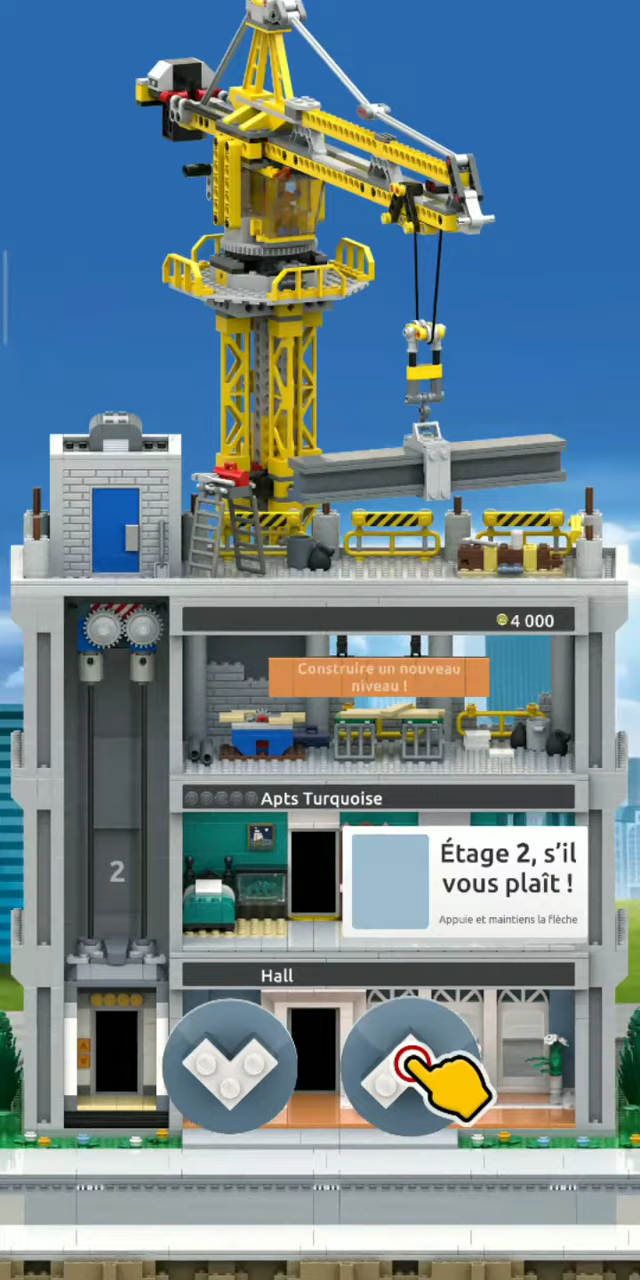 4 000
Construire un nouveau
niveau !
Apts Turquoise
2
Étage 2, s’il
vous plaît !
Appuie et maintiens la flèche
Hall